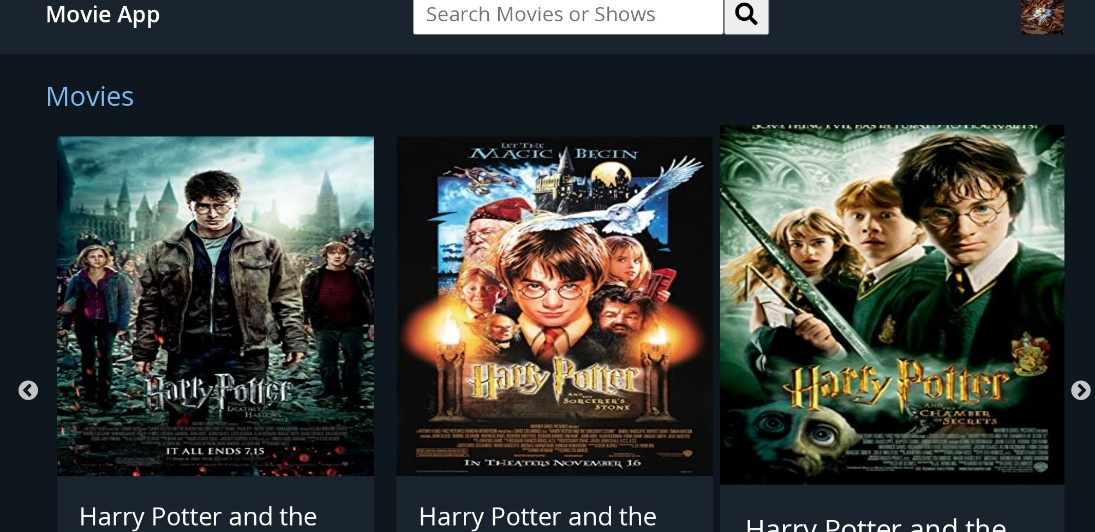 Movie App
Search Movies or Shows
Movies
Harry Potter
DEATHLY
HALLOWS
IT ALL ENDS 7.15
Harry Potter and the
LET THE
MAGIC BEGIN
Harry Potter
AND THE
SORCERER'S
STONE
IN THEATERS NOVEMBER 16
Harry Potter and the
SOMETHING EVIL HAS RETURNED TO HOGWARTS!
Harry Potter
AND THE
CHAMBER
OF
SECRETS
Harry Potter and the